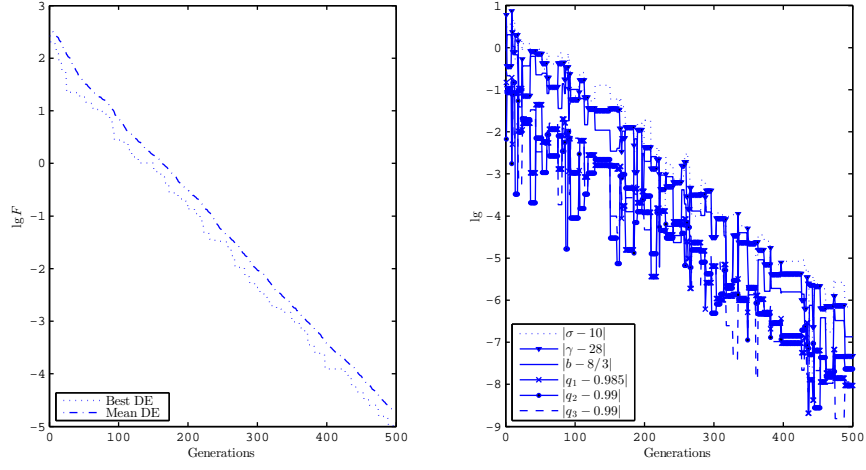 3
2
1
0
−1
−2
−3
−4
−5
lg F
0
100
200
300
400
500
Generations
Best DE
Mean DE
1
0
−1
−2
−3
−4
−5
−6
−7
−8
−9
lg
0
100
200
300
400
500
Generations
|σ − 10|
|γ − 28|
|b − 8/3|
|q₁ − 0.985|
|q₂ − 0.99|
|q₃ − 0.99|